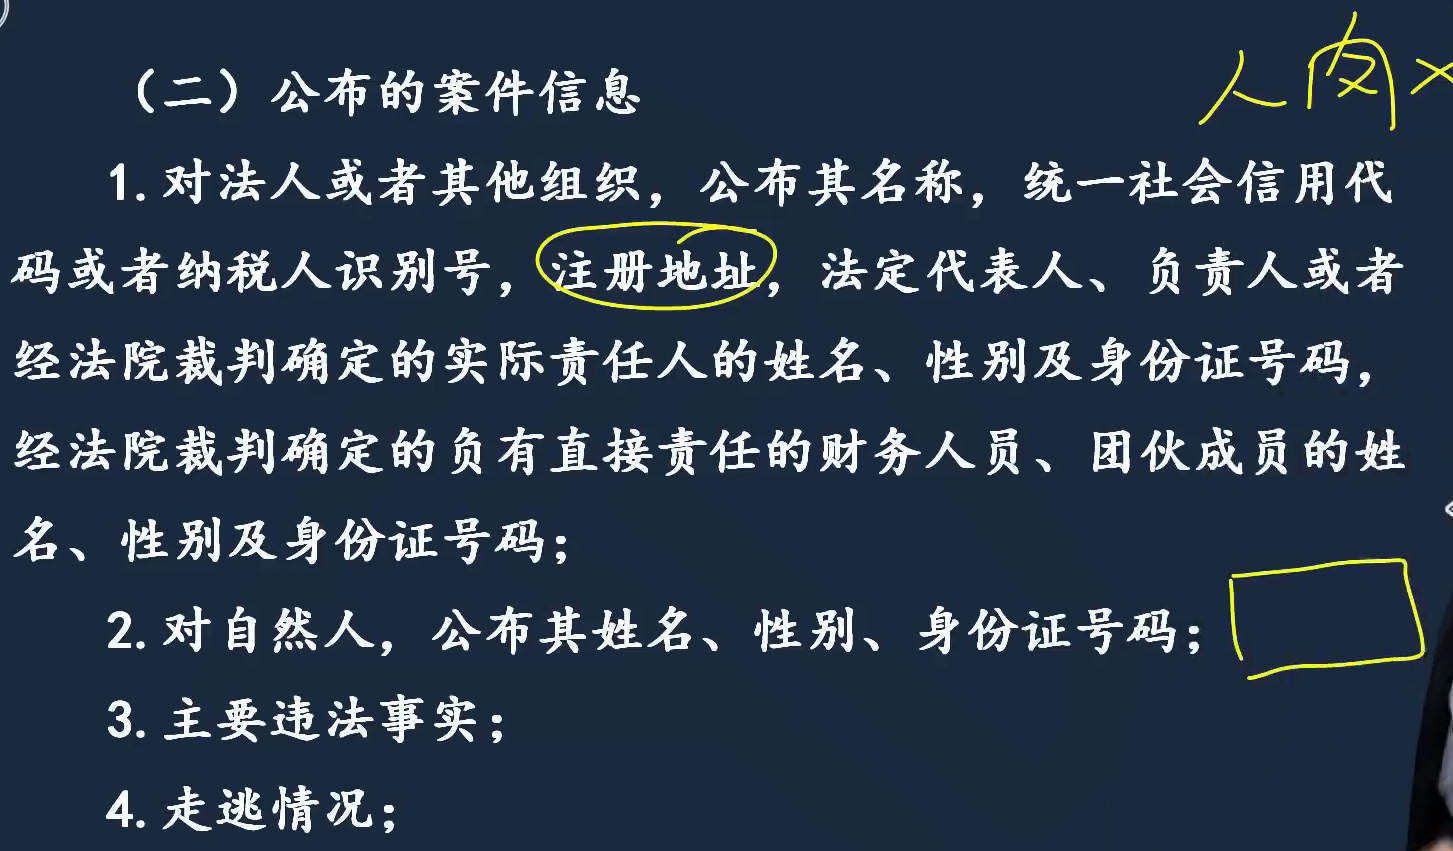 （二）公布的案件信息
人肉×
1. 对法人或者其他组织，公布其名称，统一社会信用代
码或者纳税人识别号，注册地址，法定代表人、负责人或者
经法院裁判确定的实际责任人的姓名、性别及身份证号码，
经法院裁判确定的负有直接责任的财务人员、团伙成员的姓
名、性别及身份证号码；
2. 对自然人，公布其姓名、性别、身份证号码；
3. 主要违法事实；
4. 走逃情况；